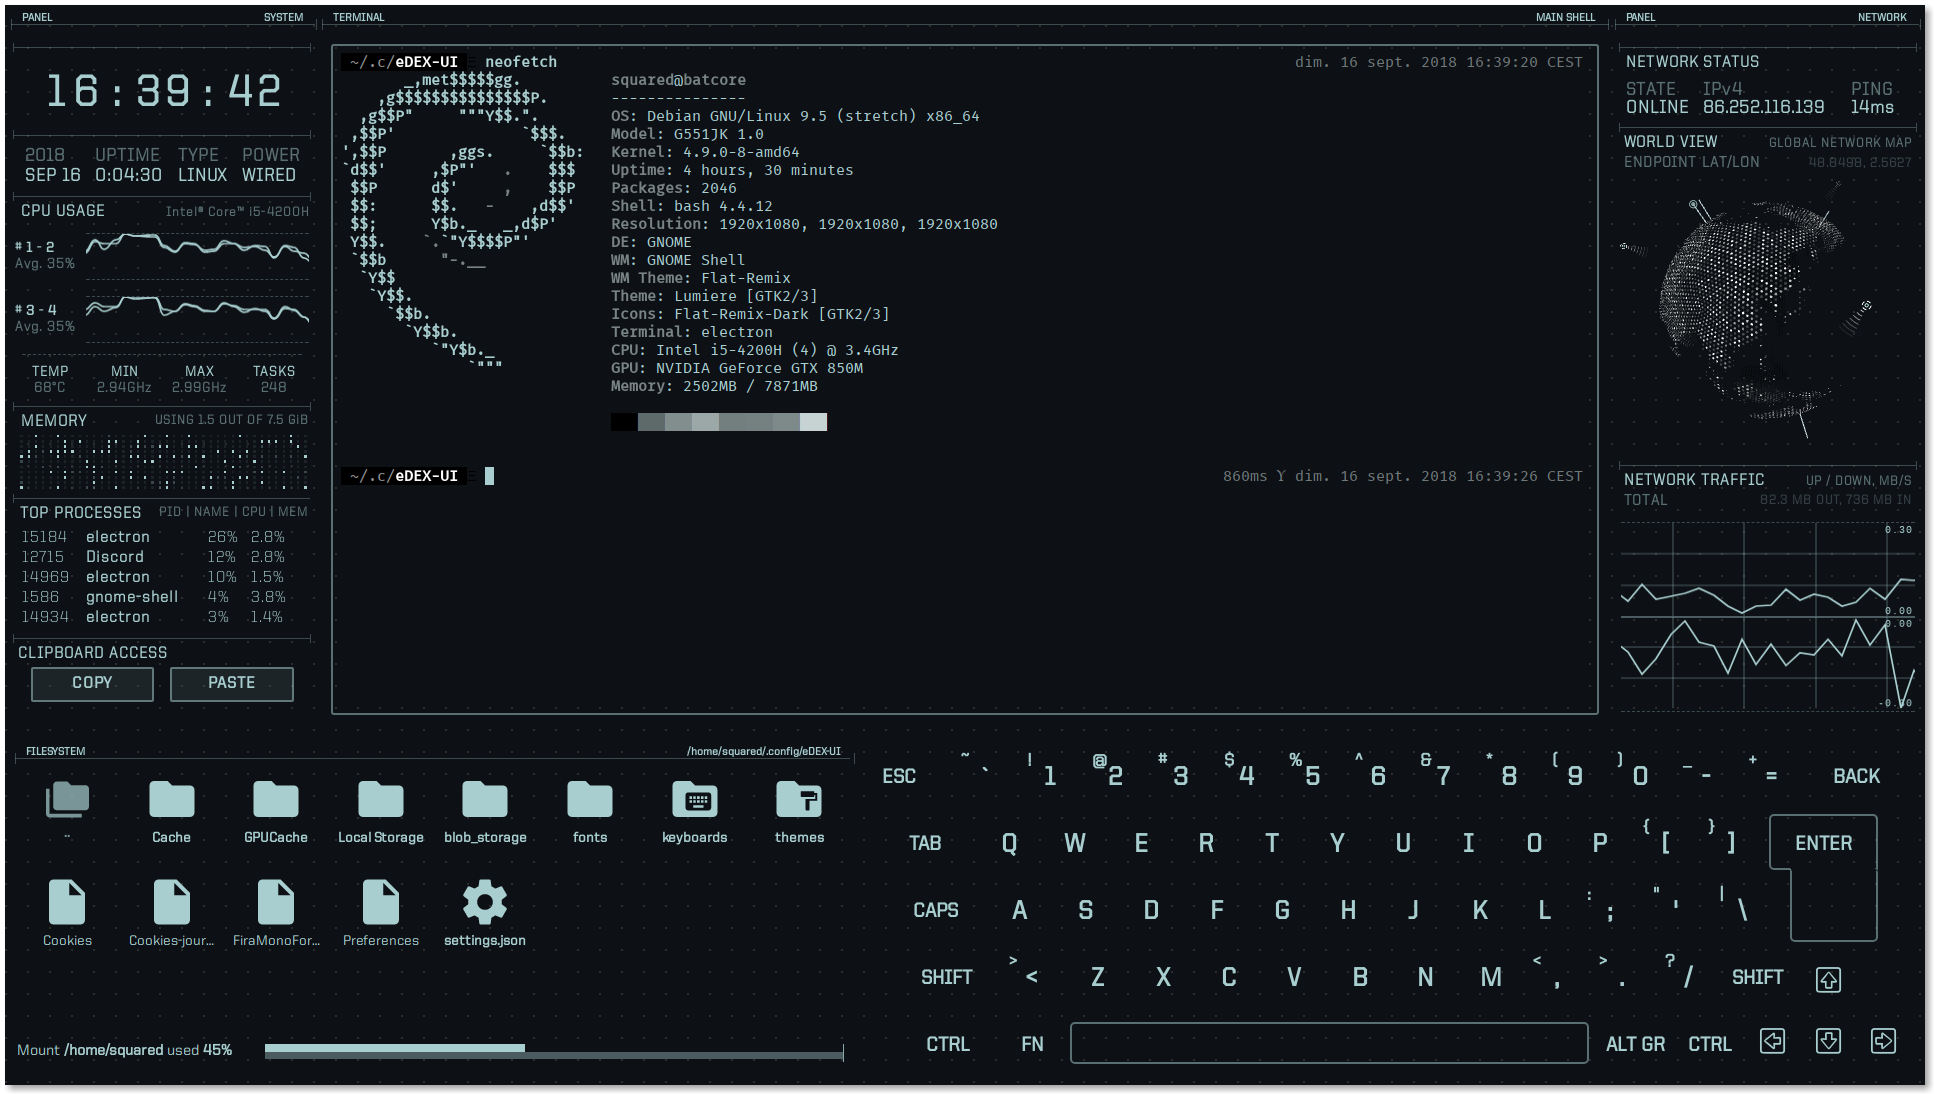 PANEL SYSTEM
16:39:42
2018 UPTIME TYPE POWER
SEP 16 0:04:30 LINUX WIRED
CPU USAGE Intel® Core™ i5-4200H
# 1 - 2
Avg. 35%
# 3 - 4
Avg. 35%
TEMP MIN MAX TASKS
68°C 2.94GHz 2.99GHz 248
MEMORY USING 1.5 OUT OF 7.5 GIB
TOP PROCESSES PID | NAME | CPU | MEM
15184 electron 26% 2.8%
12715 Discord 12% 2.8%
14969 electron 10% 1.5%
1586 gnome-shell 4% 3.8%
14934 electron 3% 1.4%
CLIPBOARD ACCESS
COPY PASTE
TERMINAL MAIN SHELL
~/.c/eDEX-UI neofetch dim. 16 sept. 2018 16:39:20 CEST
squared@batcore
---------------
OS: Debian GNU/Linux 9.5 (stretch) x86_64
Model: G551JK 1.0
Kernel: 4.9.0-8-amd64
Uptime: 4 hours, 30 minutes
Packages: 2046
Shell: bash 4.4.12
Resolution: 1920x1080, 1920x1080, 1920x1080
DE: GNOME
WM: GNOME Shell
WM Theme: Flat-Remix
Theme: Lumiere [GTK2/3]
Icons: Flat-Remix-Dark [GTK2/3]
Terminal: electron
CPU: Intel i5-4200H (4) @ 3.4GHz
GPU: NVIDIA GeForce GTX 850M
Memory: 2502MB / 7871MB
~/.c/eDEX-UI 860ms Y dim. 16 sept. 2018 16:39:26 CEST
PANEL NETWORK
NETWORK STATUS
STATE IPv4 PING
ONLINE 86.252.116.139 14ms
WORLD VIEW GLOBAL NETWORK MAP
ENDPOINT LAT/LON 48.8498, 2.5627
NETWORK TRAFFIC UP / DOWN, MB/S
TOTAL 82.3 MB OUT, 736 MB IN
0.30
0.00
0.00
FILESYSTEM /home/squared/.config/eDEX-UI
.. Cache GPUCache Local Storage blob_storage fonts keyboards themes
Cookies Cookies-jour... FiraMonoFor... Preferences settings.json
Mount /home/squared used 45%
ESC ~ ` ! 1 @ 2 # 3 $ 4 % 5 ^ 6 & 7 * 8 ( 9 ) 0 _ - + = BACK
TAB Q W E R T Y U I O P { [ } ] ENTER
CAPS A S D F G H J K L : ; " ' | \
SHIFT > < Z X C V B N M < , > . ? / SHIFT
CTRL FN ALT GR CTRL